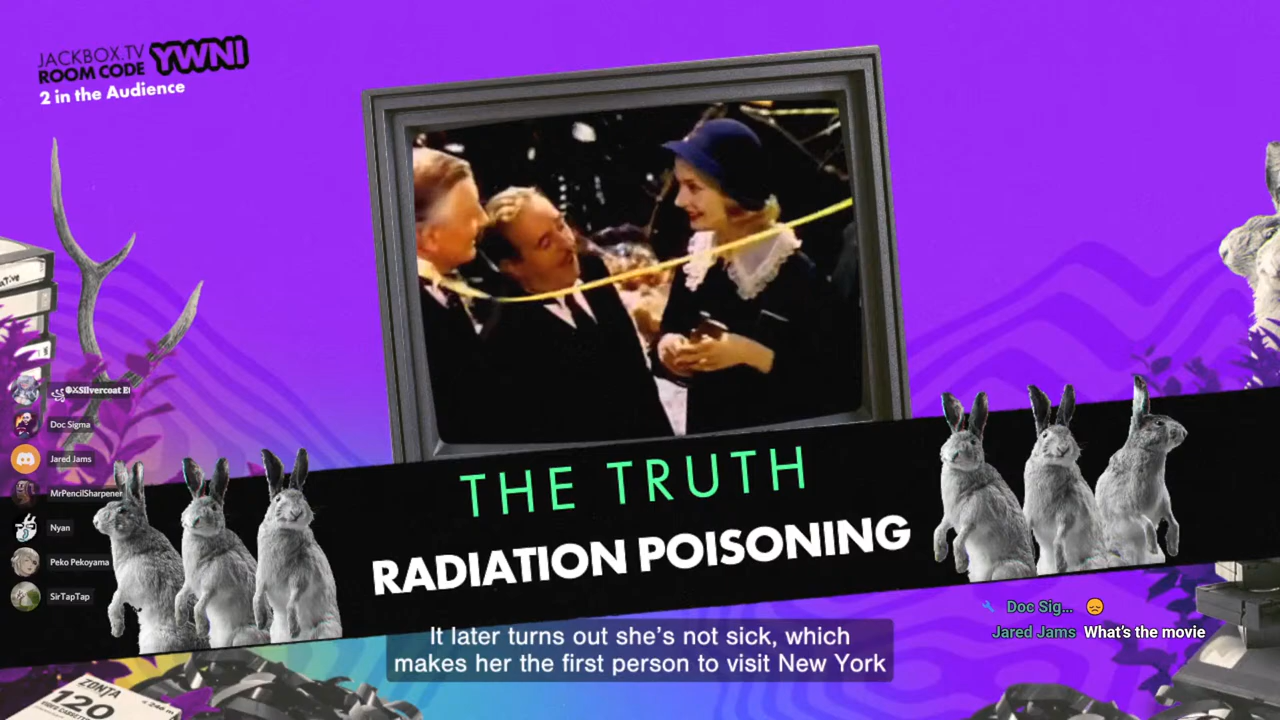 JACKBOX.TV
ROOM CODE YWNI
2 in the Audience
Doc Sigma
Jared Jams
MrPencilSharpener
Nyan
Peko Pekoyama
SirTapTap
THE TRUTH
RADIATION POISONING
It later turns out she's not sick, which
makes her the first person to visit New York
Doc Sig... 😞
Jared Jams What's the movie
ZONTA
120